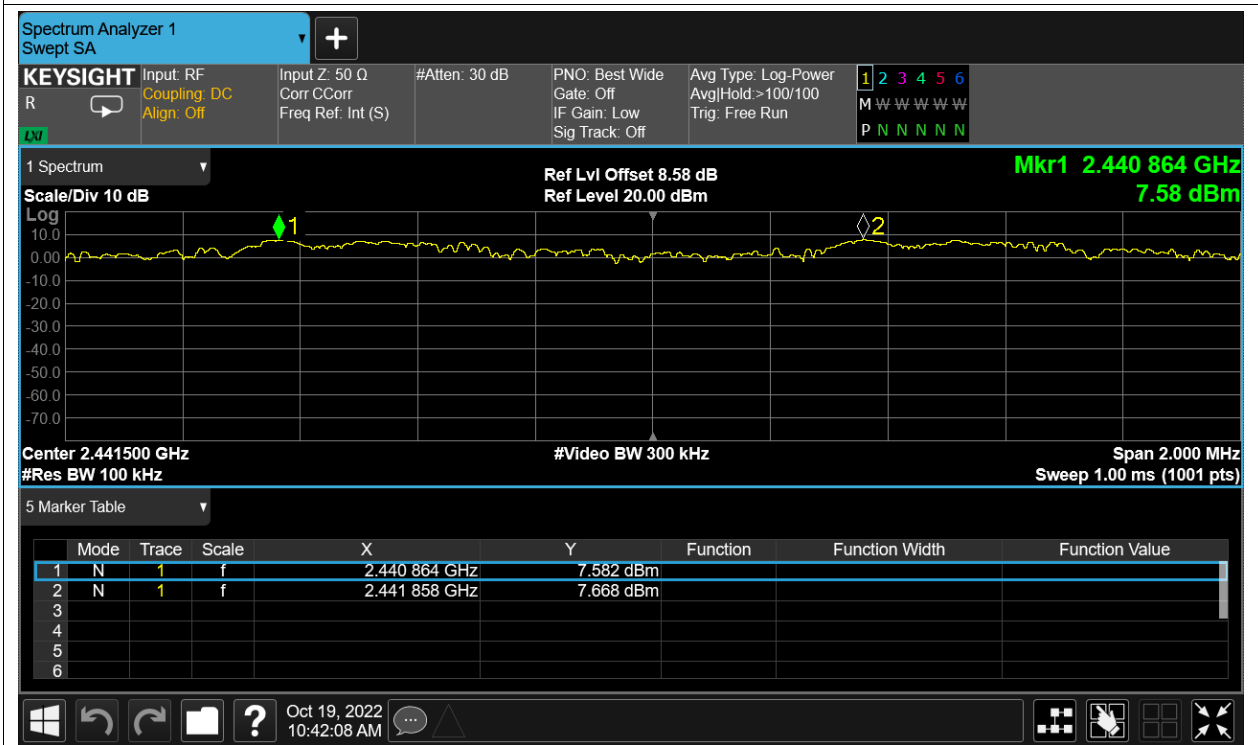 Spectrum Analyzer 1
Swept SA
KEYSIGHT
R
LXI
Input: RF
Coupling: DC
Align: Off
Input Z: 50 Ω
Corr CCorr
Freq Ref: Int (S)
#Atten: 30 dB
PNO: Best Wide
Gate: Off
IF Gain: Low
Sig Track: Off
Avg Type: Log-Power
Avg|Hold:>100/100
Trig: Free Run
1 2 3 4 5 6
M W W W W W
P N N N N N
1 Spectrum
Scale/Div 10 dB
Ref Lvl Offset 8.58 dB
Ref Level 20.00 dBm
Mkr1 2.440 864 GHz
7.58 dBm
Log
10.0
0.00
-10.0
-20.0
-30.0
-40.0
-50.0
-60.0
-70.0
1
2
Center 2.441500 GHz
#Video BW 300 kHz
Span 2.000 MHz
#Res BW 100 kHz
Sweep 1.00 ms (1001 pts)
5 Marker Table
Mode Trace Scale X Y Function Function Width Function Value
1 N 1 f 2.440 864 GHz 7.582 dBm
2 N 1 f 2.441 858 GHz 7.668 dBm
3
4
5
6
?
Oct 19, 2022
10:42:08 AM